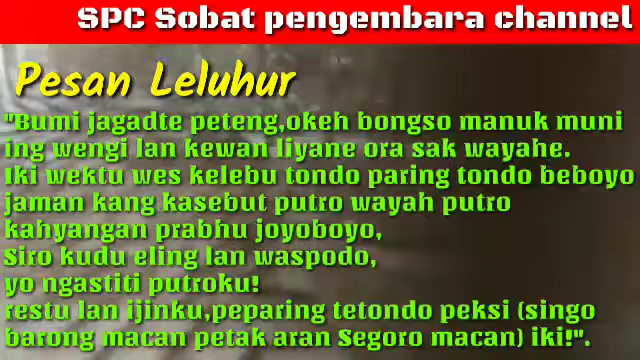 SPC Sobat pengembara channel
Pesan Leluhur
"Bumi jagadte peteng,okeh bongso manuk muni
ing wengi lan kewan liyane ora sak wayahe.
Iki wektu wes kelebu tondo paring tondo beboyo
jaman kang kasebut putro wayah putro
kahyangan prabhu joyoboyo,
Siro kudu eling lan waspodo,
yo ngastiti putroku!
restu lan ijinku,peparing tetondo peksi (singo
barong macan petak aran Segoro macan) iki!".